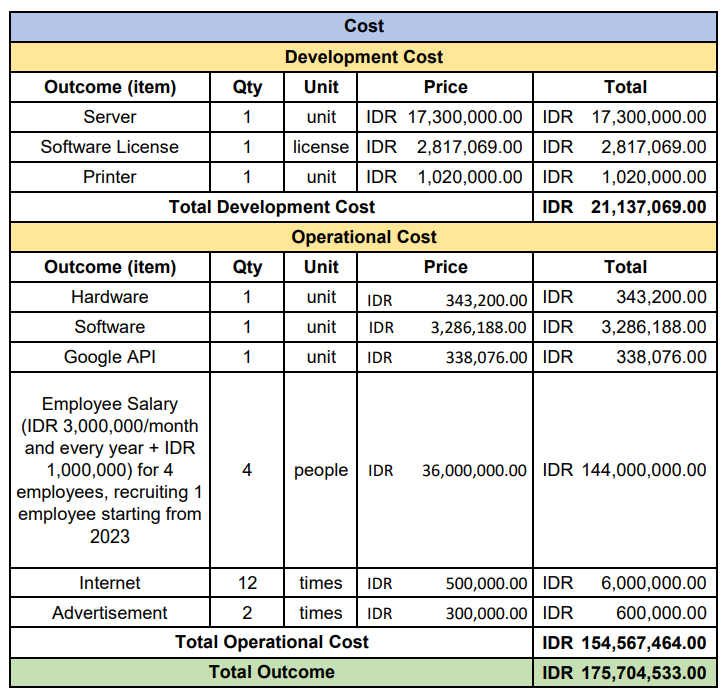 Cost
Development Cost
Outcome (item) Qty Unit Price Total
Server 1 unit IDR 17,300,000.00 IDR 17,300,000.00
Software License 1 license IDR 2,817,069.00 IDR 2,817,069.00
Printer 1 unit IDR 1,020,000.00 IDR 1,020,000.00
Total Development Cost IDR 21,137,069.00
Operational Cost
Outcome (item) Qty Unit Price Total
Hardware 1 unit IDR 343,200.00 IDR 343,200.00
Software 1 unit IDR 3,286,188.00 IDR 3,286,188.00
Google API 1 unit IDR 338,076.00 IDR 338,076.00
Employee Salary
(IDR 3,000,000/month
and every year + IDR
1,000,000) for 4
employees, recruiting 1
employee starting from
2023
4 people IDR 36,000,000.00 IDR 144,000,000.00
Internet 12 times IDR 500,000.00 IDR 6,000,000.00
Advertisement 2 times IDR 300,000.00 IDR 600,000.00
Total Operational Cost IDR 154,567,464.00
Total Outcome IDR 175,704,533.00